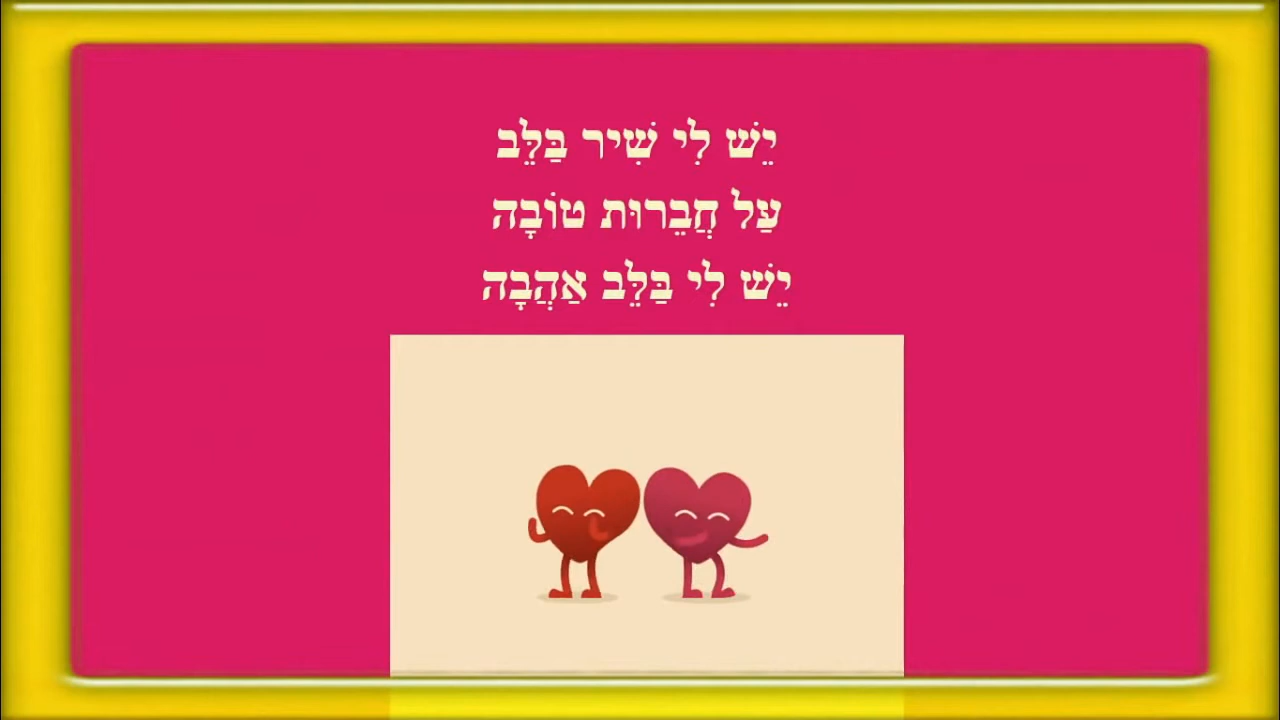 יֵשׁ לִי שִׁיר בַּלֵּב
עַל חֲבֵרוּת טוֹבָה
יֵשׁ לִי בַּלֵּב אַהֲבָה